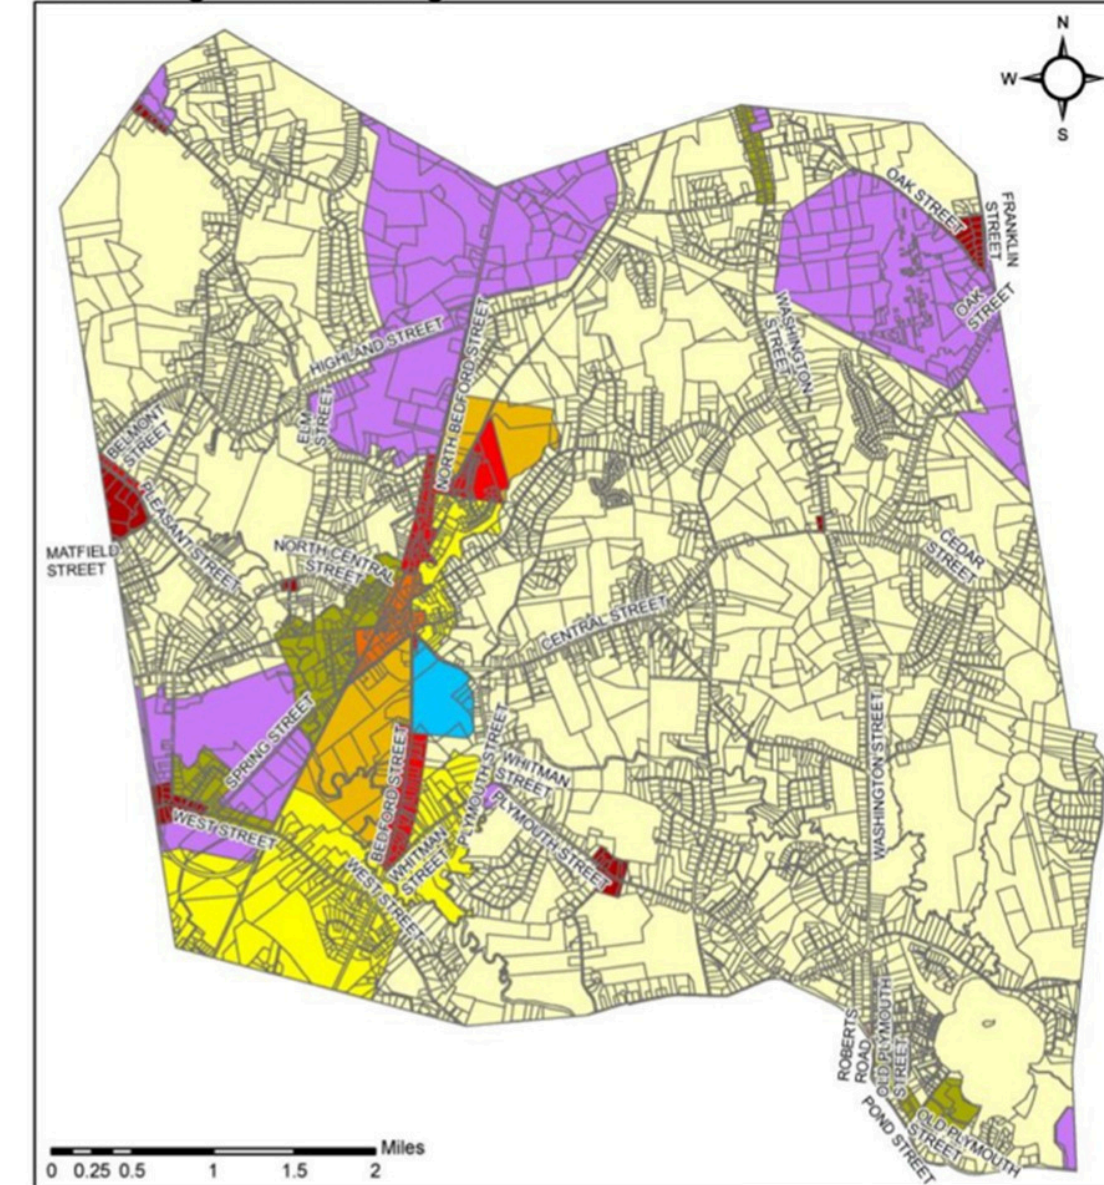 N
W
S
OAK STREET
FRANKLIN
STREET
OAK
STREET
WASHINGTON
STREET
HIGHLAND STREET
NORTH BEDFORD STREET
ELM
STREET
BELMONT
STREET
PLEASANT STREET
MATFIELD
STREET
NORTH CENTRAL
STREET
CEDAR
STREET
CENTRAL STREET
SPRING STREET
BEDFORD STREET
PLYMOUTH STREET
WHITMAN
STREET
PLYMOUTH STREET
WASHINGTON STREET
WEST STREET
WHITMAN
STREET
WEST STREET
ROBERTS
ROAD
OLD PLYMOUTH
STREET
POND STREET
OLD PLYMOUTH
STREET
Miles
0 0.25 0.5 1 1.5 2